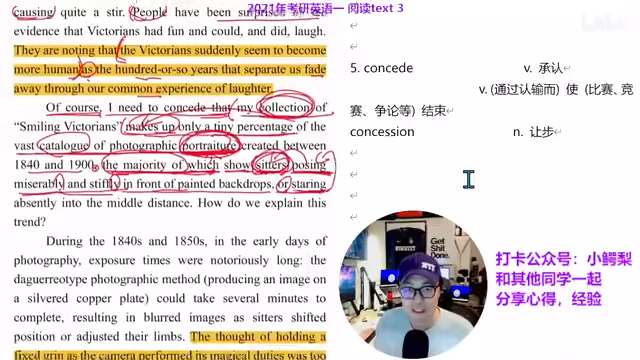 2021年考研英语一 阅读text 3
causing quite a stir. People have been surprised by the
evidence that Victorians had fun and could, and did, laugh.
They are noting that the Victorians suddenly seem to become
more human as the hundred-or-so years that separate us fade
away through our common experience of laughter.
Of course, I need to concede that my collection of
“Smiling Victorians” makes up only a tiny percentage of the
vast catalogue of photographic portraiture created between
1840 and 1900, the majority of which show sitters posing
miserably and stiffly in front of painted backdrops, or staring
absently into the middle distance. How do we explain this
trend?
During the 1840s and 1850s, in the early days of
photography, exposure times were notoriously long: the
daguerreotype photographic method (producing an image on
a silvered copper plate) could take several minutes to
complete, resulting in blurred images as sitters shifted
position or adjusted their limbs. The thought of holding a
fixed grin as the camera performed its magical duties was too
5. concede v. 承认
v. (通过认输而) 使 (比赛、竞
赛、争论等) 结束
concession n. 让步
Get
Shit
Done.
NYU
打卡公众号：小鳄梨
和其他同学一起
分享心得，经验